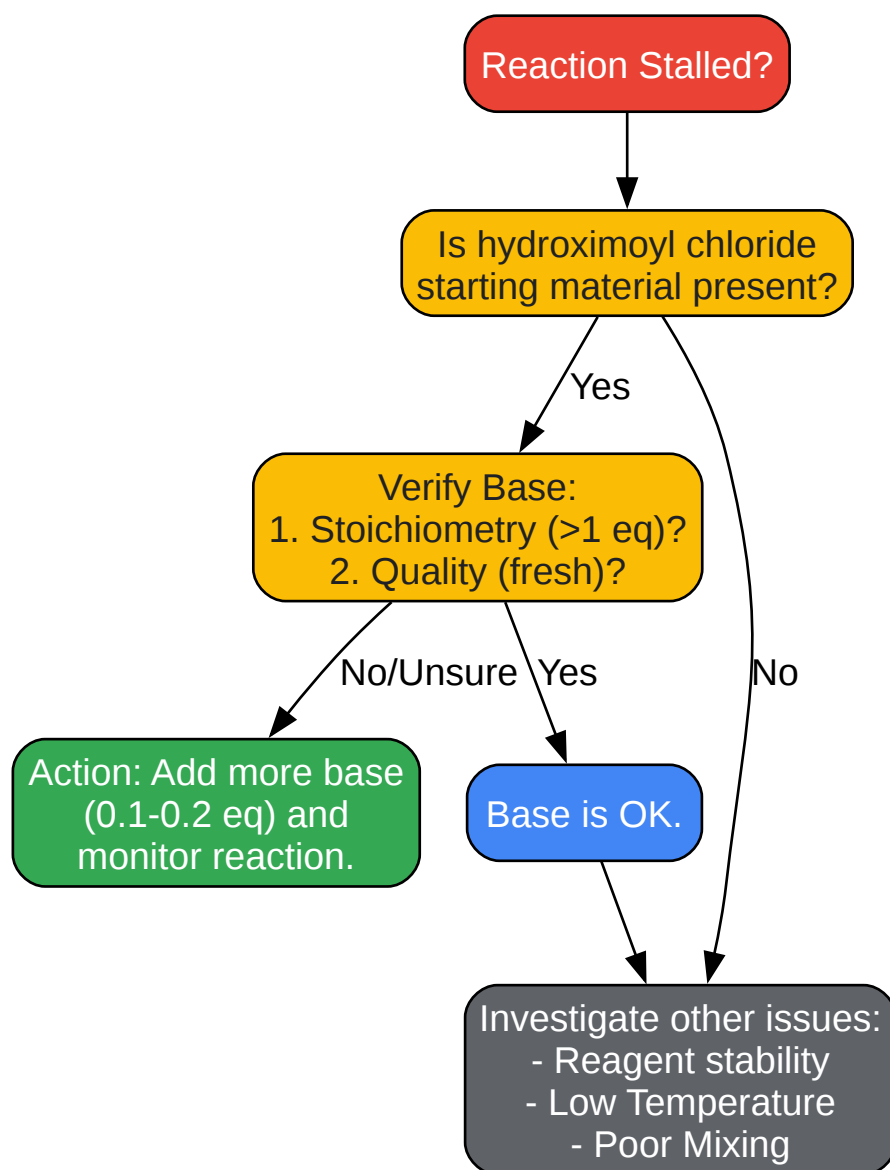 Reaction Stalled?
Is hydroximoyl chloride
starting material present?
Yes
Verify Base:
1. Stoichiometry (>1 eq)?
2. Quality (fresh)?
No/Unsure
Yes
No
Action: Add more base
(0.1-0.2 eq) and
monitor reaction.
Base is OK.
Investigate other issues:
- Reagent stability
- Low Temperature
- Poor Mixing